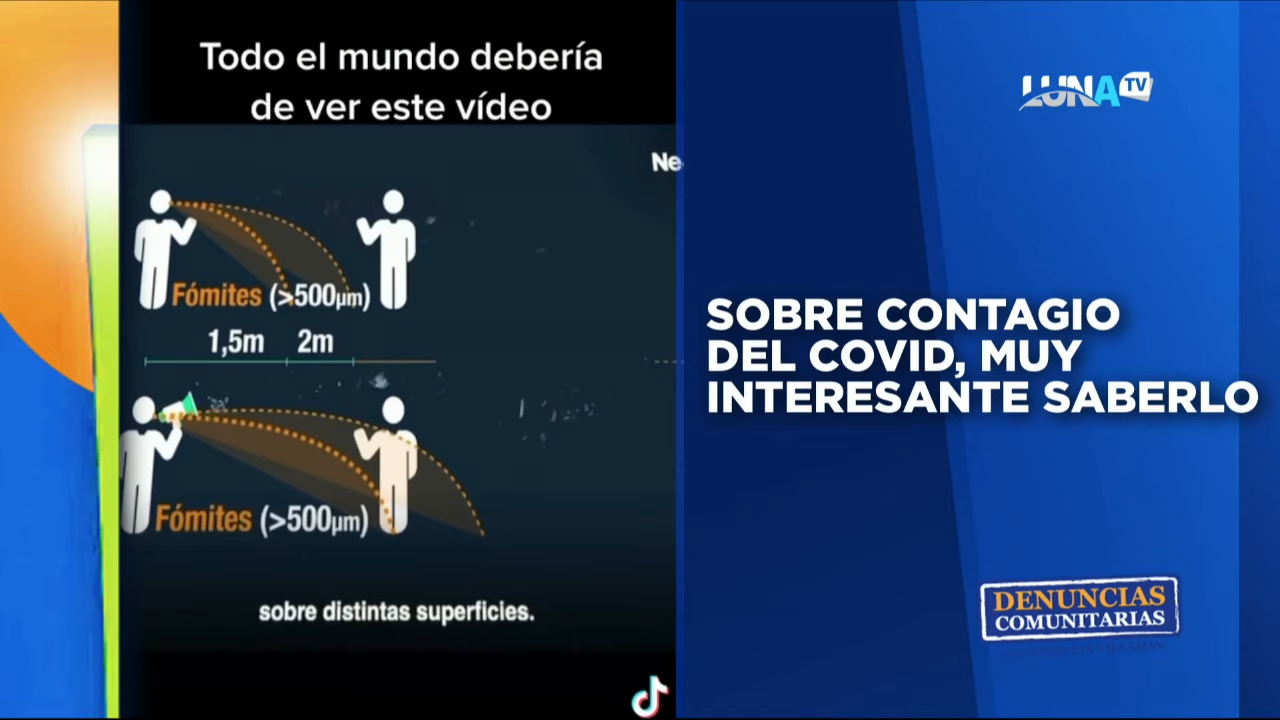 Todo el mundo debería
de ver este vídeo
Ne
Fómites (>500µm)
1,5m 2m
Fómites (>500µm)
sobre distintas superficies.
LUNA TV
SOBRE CONTAGIO
DEL COVID, MUY
INTERESANTE SABERLO
DENUNCIAS
COMUNITARIAS